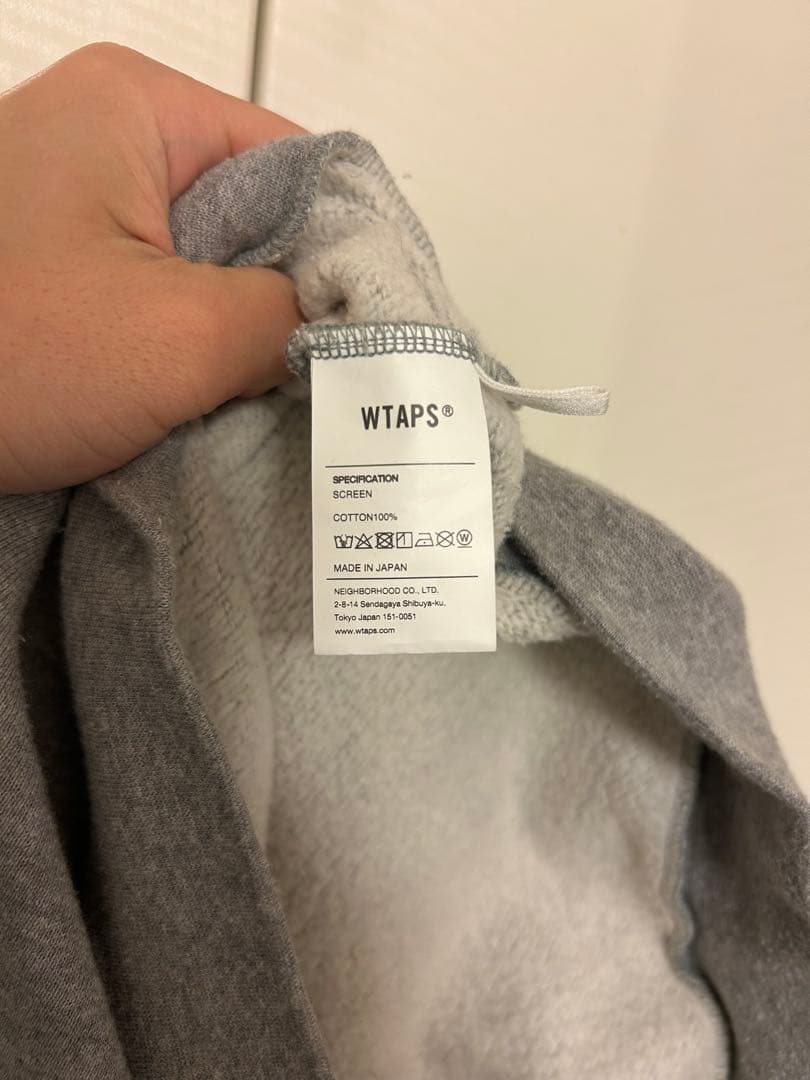 WTAPS®
SPECIFICATION
SCREEN
COTTON100%
MADE IN JAPAN
NEIGHBORHOOD CO., LTD.
2-8-14 Sendagaya Shibuya-ku.
Tokyo Japan 151-0051
www.wtaps.com